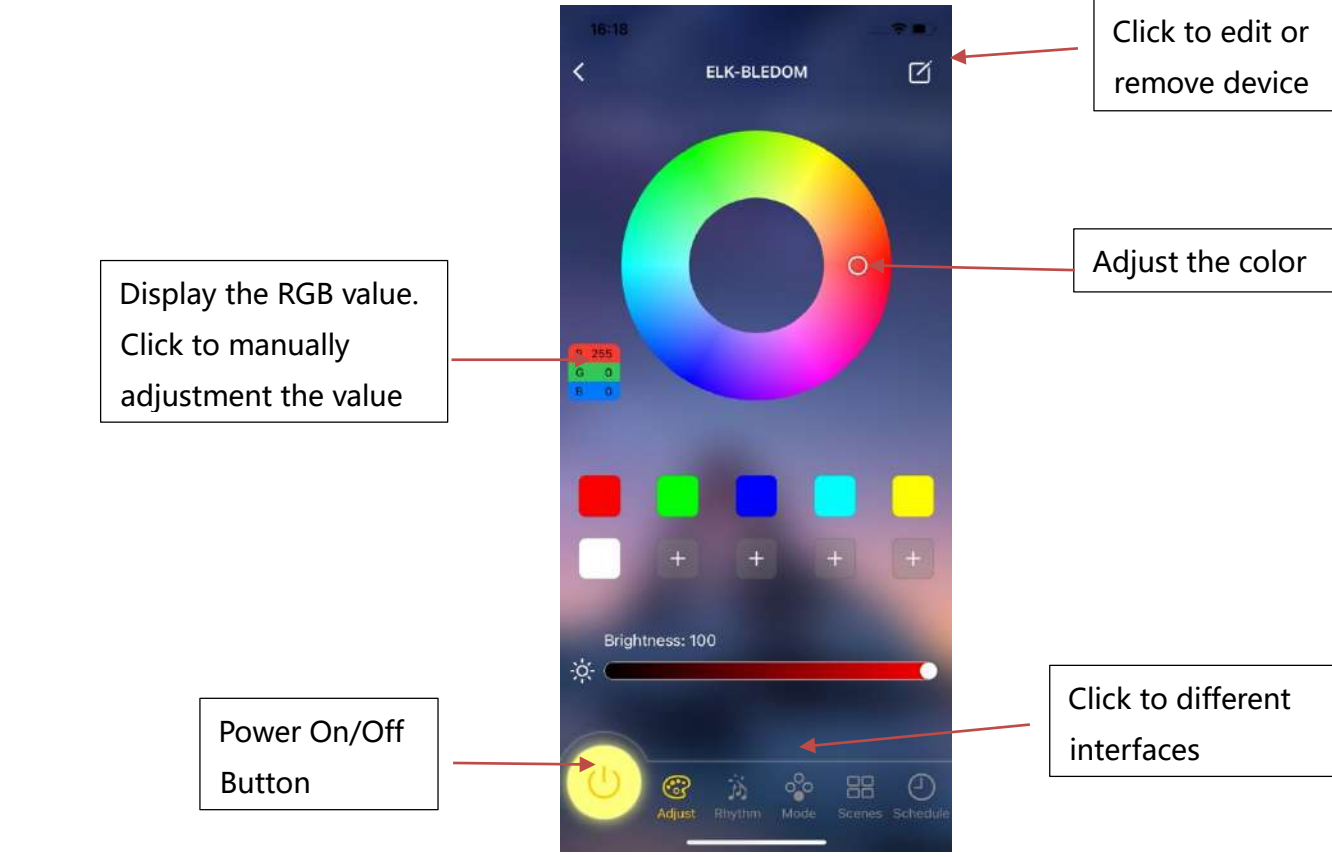 Click to edit or
remove device
16:18
ELK-BLEDOM
Adjust the color
Display the RGB value.
Click to manually
adjustment the value
R 255
G 0
B 0
+ + + +
Brightness: 100
Click to different
interfaces
Power On/Off
Button
Adjust Rhythm Mode Scenes Schedule